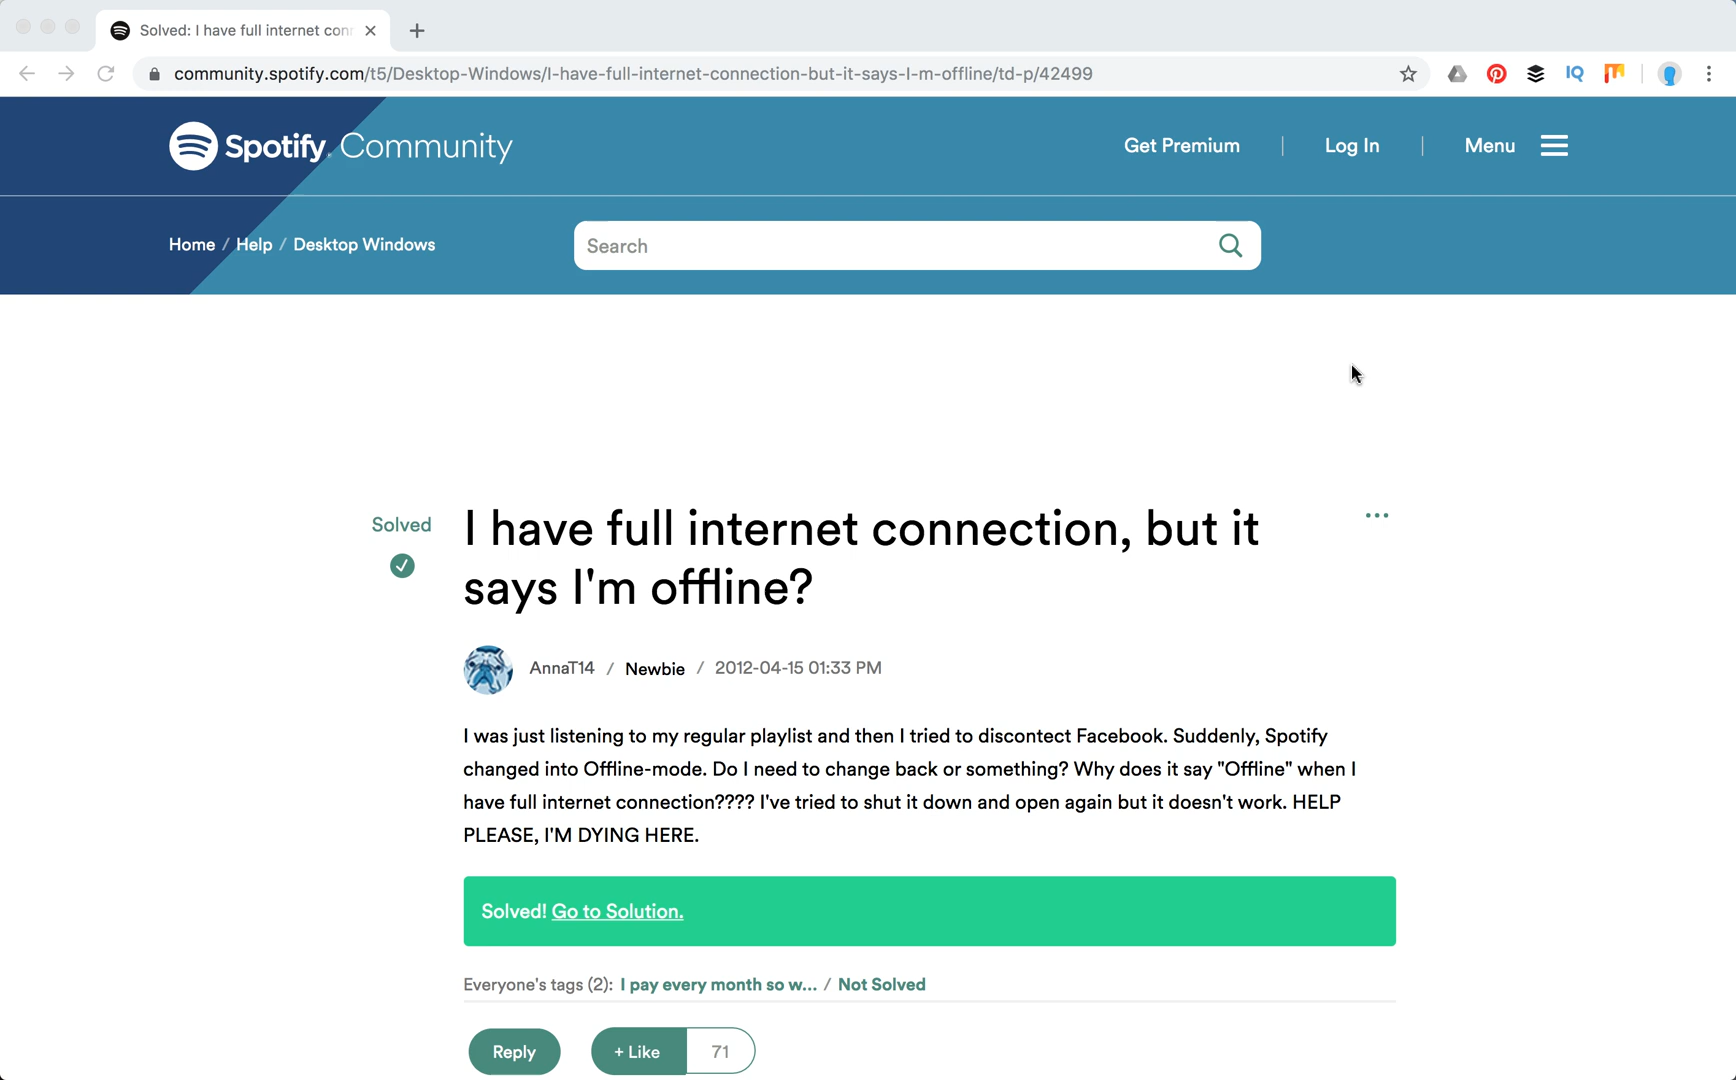 Solved: I have full internet con
community.spotify.com/t5/Desktop-Windows/I-have-full-internet-connection-but-it-says-I-m-offline/td-p/42499
IQ
Spotify Community
Get Premium | Log In | Menu
Home / Help / Desktop Windows
Search
Solved
I have full internet connection, but it
says I'm offline?
AnnaT14 / Newbie / 2012-04-15 01:33 PM
I was just listening to my regular playlist and then I tried to discontect Facebook. Suddenly, Spotify
changed into Offline-mode. Do I need to change back or something? Why does it say "Offline" when I
have full internet connection???? I've tried to shut it down and open again but it doesn't work. HELP
PLEASE, I'M DYING HERE.
Solved! Go to Solution.
Everyone's tags (2): I pay every month so w... / Not Solved
Reply
+ Like 71